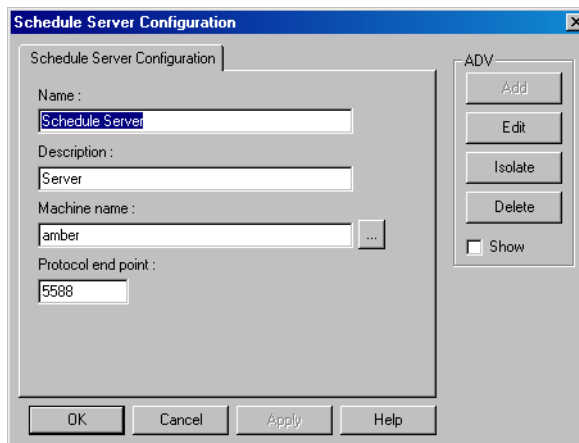 Schedule Server Configuration
Schedule Server Configuration
Name :
Schedule Server
Description :
Server
Machine name :
amber
...
Protocol end point :
5588
ADV
Add
Edit
Isolate
Delete
Show
OK
Cancel
Apply
Help